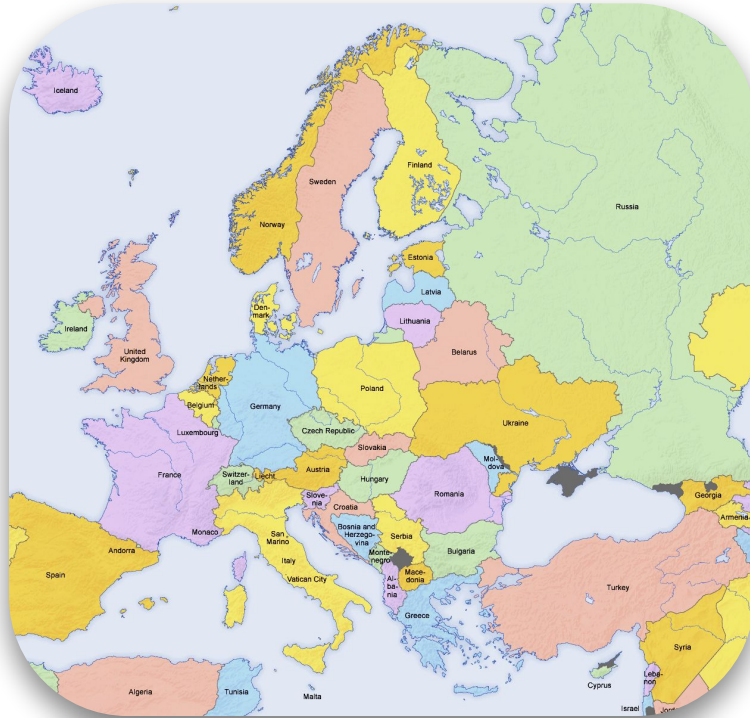 Iceland
Sweden
Finland
Norway
Russia
Estonia
Latvia
Den-
mark
Lithuania
Ireland
United
Kingdom
Belarus
Nether-
lands
Poland
Belgium
Germany
Ukraine
Luxembourg
Czech Republic
Slovakia
Mol-
dova
France
Switzer-
land
Liecht.
Austria
Hungary
Romania
Georgia
Slove-
nia
Croatia
Armenia
Monaco
San
Marino
Bosnia and
Herzego-
vina
Serbia
Andorra
Monte-
negro
Bulgaria
Italy
Spain
Vatican City
Mace-
donia
Al-
ba-
nia
Turkey
Greece
Syria
Algeria
Tunisia
Malta
Cyprus
Leba-
non
Israel